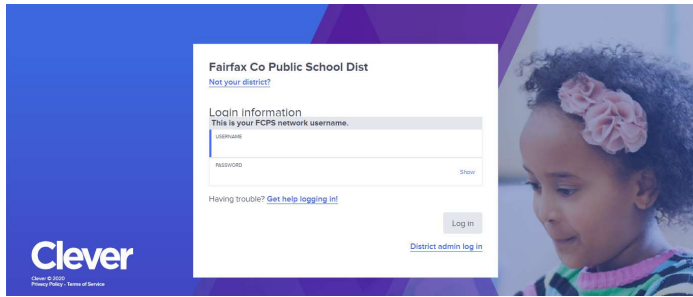 Fairfax Co Public School Dist
Not your district?
Login information
This is your FCPS network username.
USERNAME
PASSWORD
Show
Having trouble? Get help logging in!
Log in
District admin log in
Clever
Clever © 2020
Privacy Policy - Terms of Service